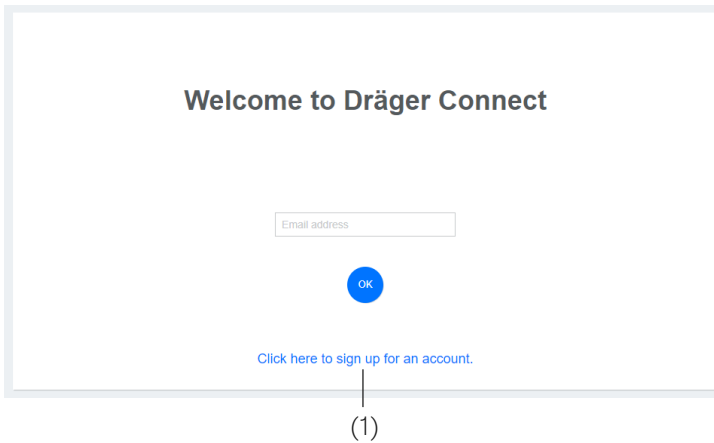 Welcome to Dräger Connect
Email address
OK
Click here to sign up for an account.
(1)